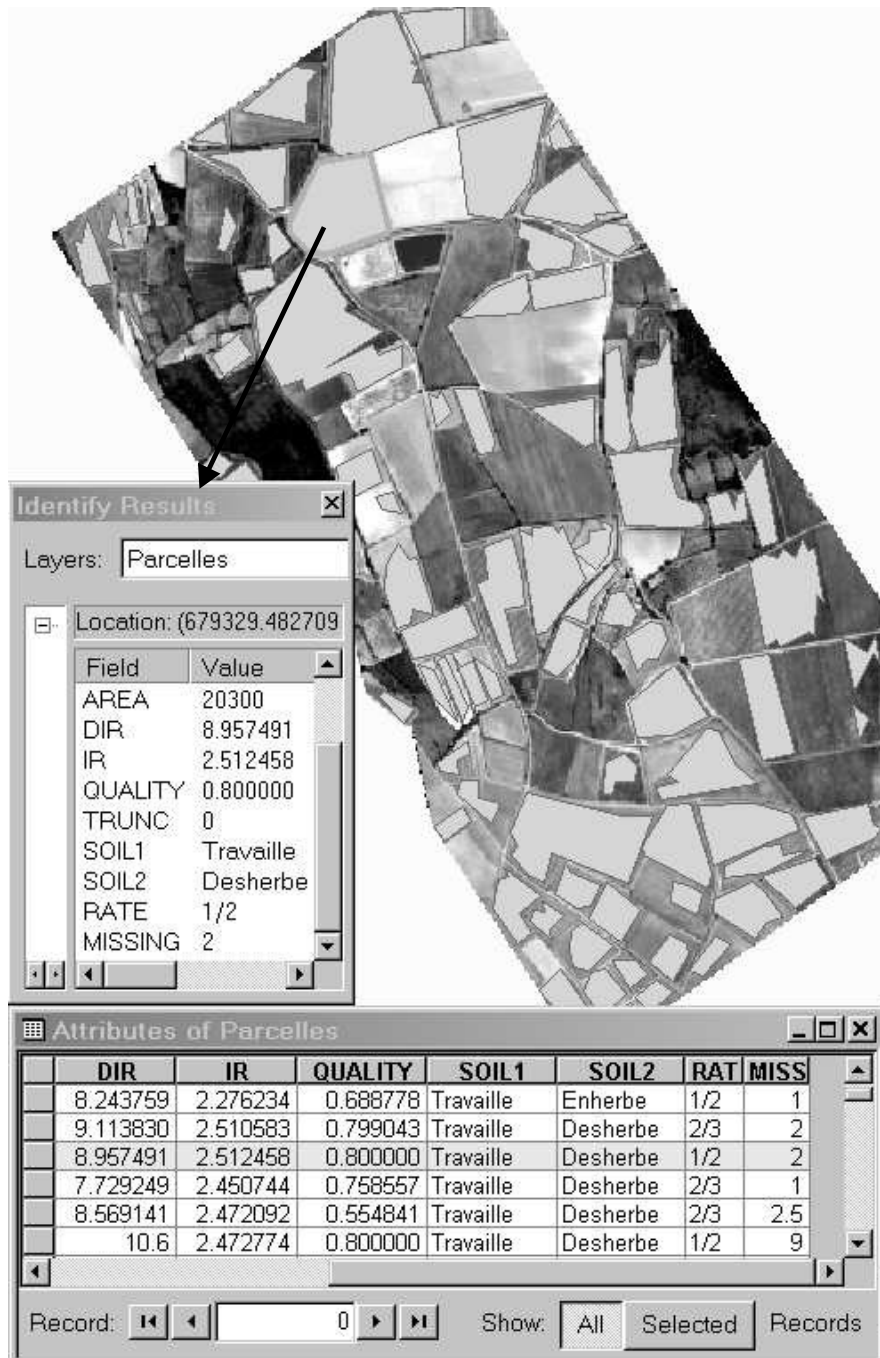 Identify Results
Layers: Parcelles
Location: (679329.482709
Field Value
AREA 20300
DIR 8.957491
IR 2.512458
QUALITY 0.800000
TRUNC 0
SOIL1 Travaille
SOIL2 Desherbe
RATE 1/2
MISSING 2
Attributes of Parcelles
DIR IR QUALITY SOIL1 SOIL2 RAT MISS
8.243759 2.276234 0.688778 Travaille Enherbe 1/2 1
9.113830 2.510583 0.799043 Travaille Desherbe 2/3 2
8.957491 2.512458 0.800000 Travaille Desherbe 1/2 2
7.729249 2.450744 0.758557 Travaille Desherbe 2/3 1
8.569141 2.472092 0.554841 Travaille Desherbe 2/3 2.5
10.6 2.472774 0.800000 Travaille Desherbe 1/2 9
Record: 0 Show: All Selected Records